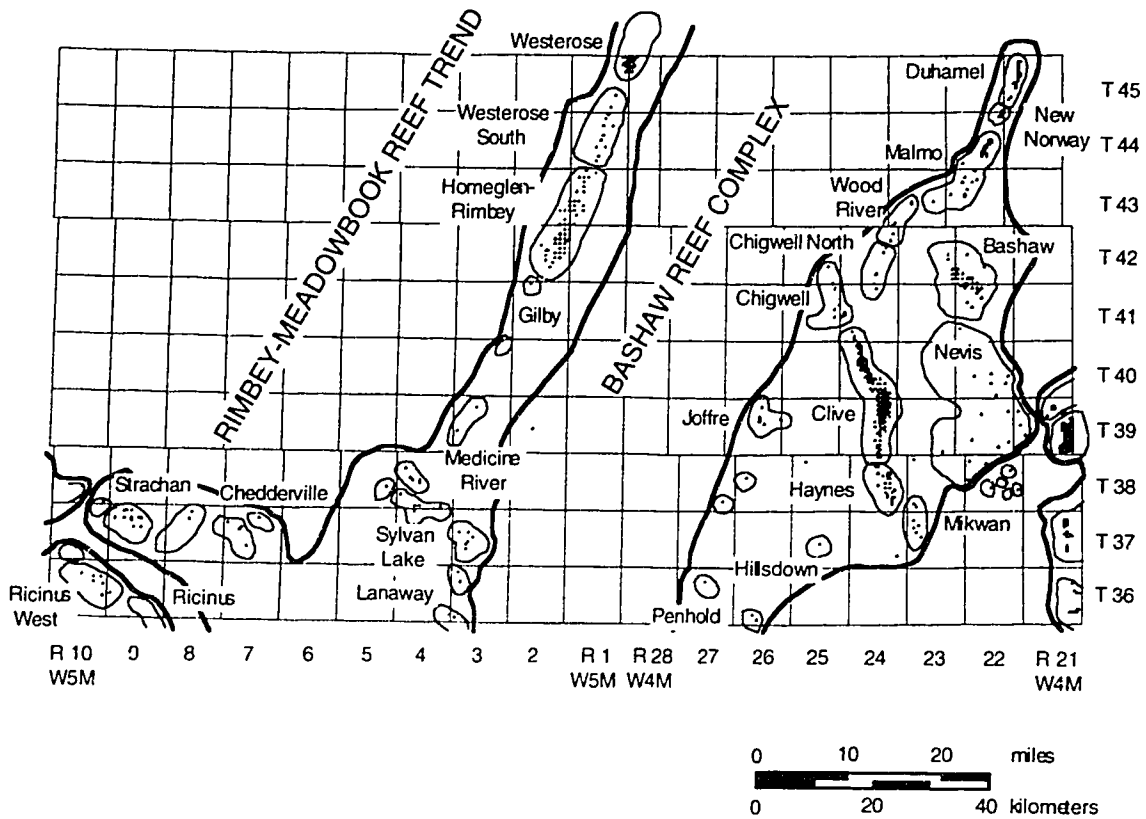 Westerose
Duhamel
T 45
RIMBEY-MEADOWBOOK REEF TREND
Westerose
South
New
Norway
T 44
BASHAW REEF COMPLEX
Malmo
Homeglen-
Rimbey
Wood
River
T 43
Chigwell North
Bashaw
T 42
Chigwell
Gilby
T 41
Nevis
T 40
Joffre
Clive
T 39
Medicine
River
Strachan
Chedderville
Haynes
T 38
Mikwan
Sylvan
Lake
T 37
Hillsdown
Ricinus
West
Ricinus
Lanaway
T 36
Penhold
R 10
W5M
9
8
7
6
5
4
3
2
R 1
W5M
R 28
W4M
27
26
25
24
23
22
R 21
W4M
0 10 20 miles
0 20 40 kilometers